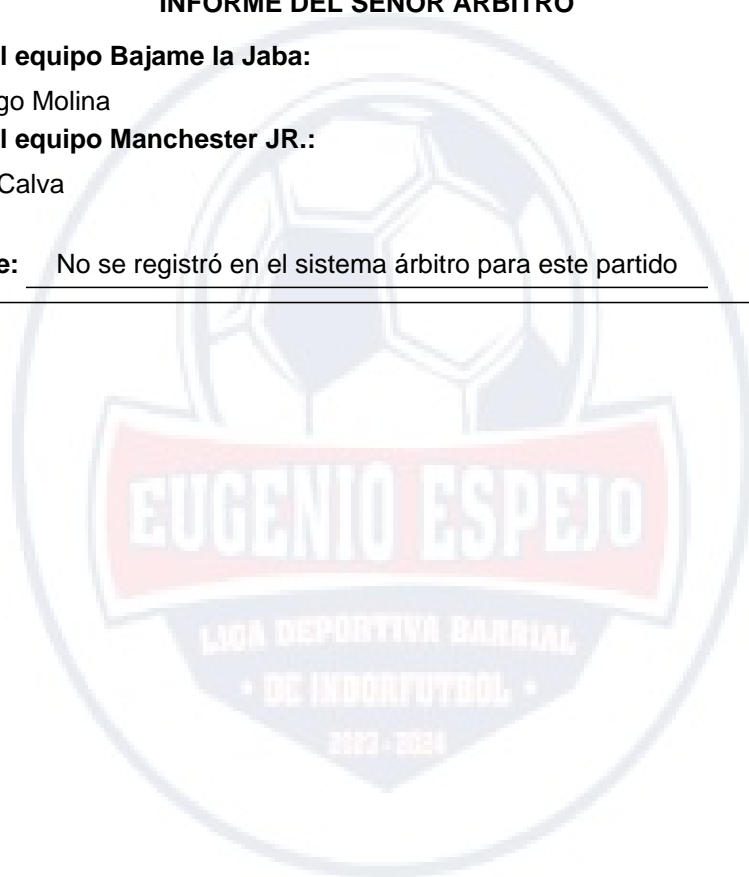 INFORME DEL SEÑOR ÁRBITRO
l equipo Bajame la Jaba:
go Molina
l equipo Manchester JR.:
Calva
e: No se registró en el sistema árbitro para este partido
EUGENIO ESPEJO
LIGA DEPORTIVA BARRIAL
• DE INDORFUTBOL •
2023 - 2024